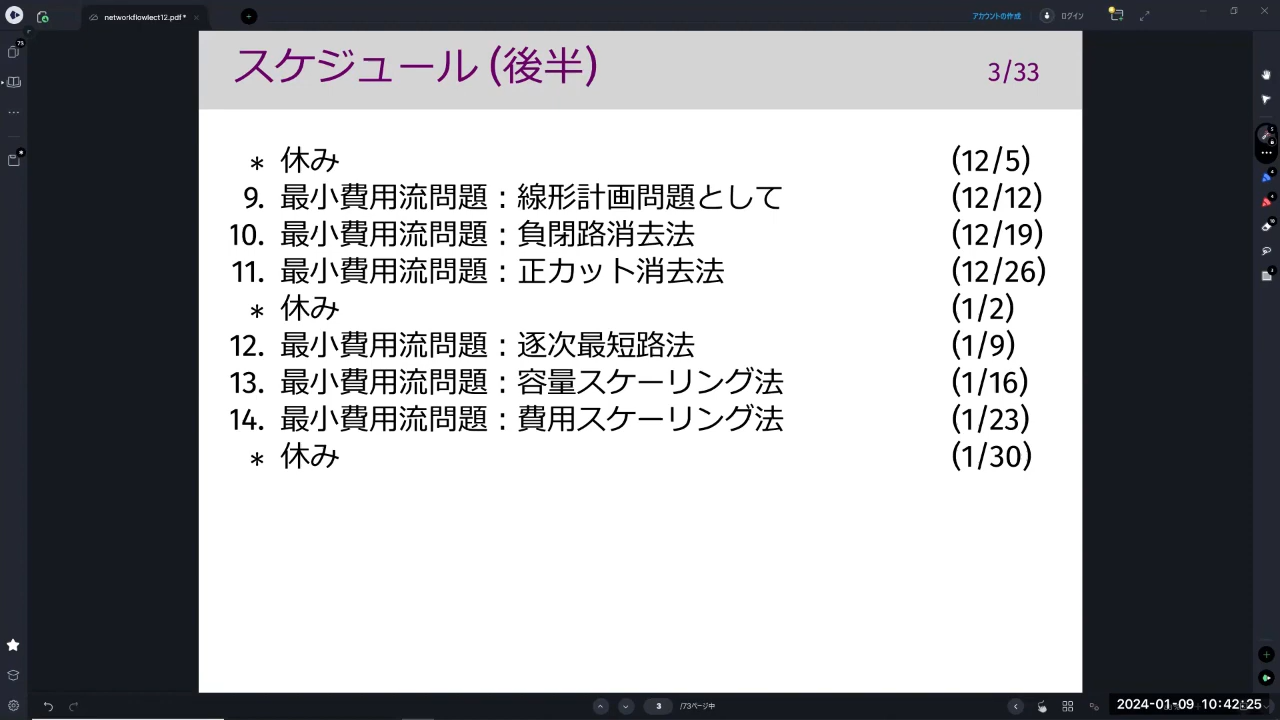 networkflowlect12.pdf*
アカウントの作成
ログイン
スケジュール (後半)
3/33
* 休み (12/5)
9. 最小費用流問題:線形計画問題として (12/12)
10. 最小費用流問題:負閉路消去法 (12/19)
11. 最小費用流問題:正カット消去法 (12/26)
* 休み (1/2)
12. 最小費用流問題:逐次最短路法 (1/9)
13. 最小費用流問題:容量スケーリング法 (1/16)
14. 最小費用流問題:費用スケーリング法 (1/23)
* 休み (1/30)
3
/73ページ中
2024-01-09 10:42:25